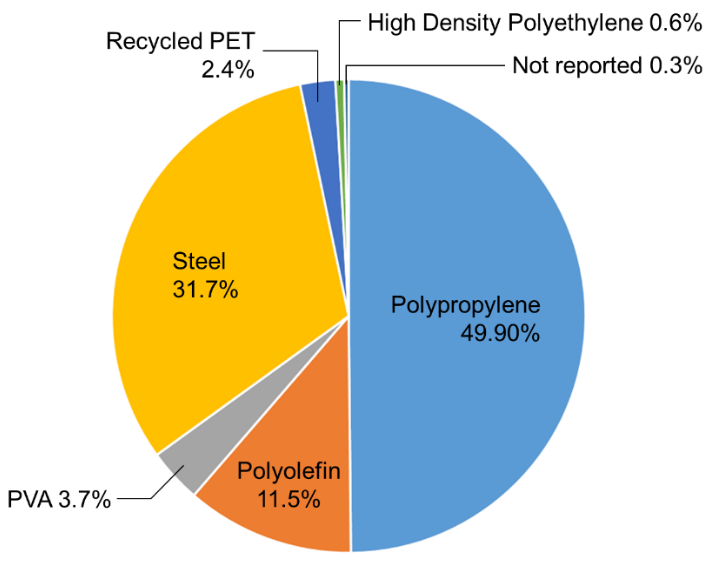 High Density Polyethylene 0.6%
Recycled PET
2.4%
Not reported 0.3%
Steel
31.7%
Polypropylene
49.90%
Polyolefin
11.5%
PVA 3.7%